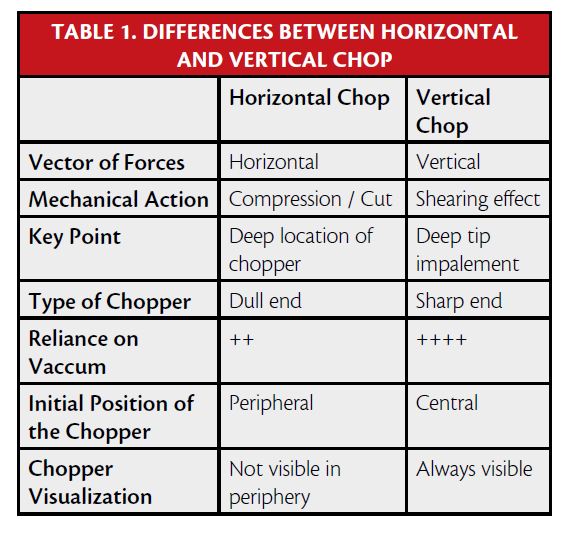 TABLE 1. DIFFERENCES BETWEEN HORIZONTAL
AND VERTICAL CHOP
Horizontal Chop
Vertical
Chop
Vector of Forces
Horizontal
Vertical
Mechanical Action
Compression / Cut
Shearing effect
Key Point
Deep location of
chopper
Deep tip
impalement
Type of Chopper
Dull end
Sharp end
Reliance on
Vaccum
++
++++
Initial Position of
the Chopper
Peripheral
Central
Chopper
Visualization
Not visible in
periphery
Always visible